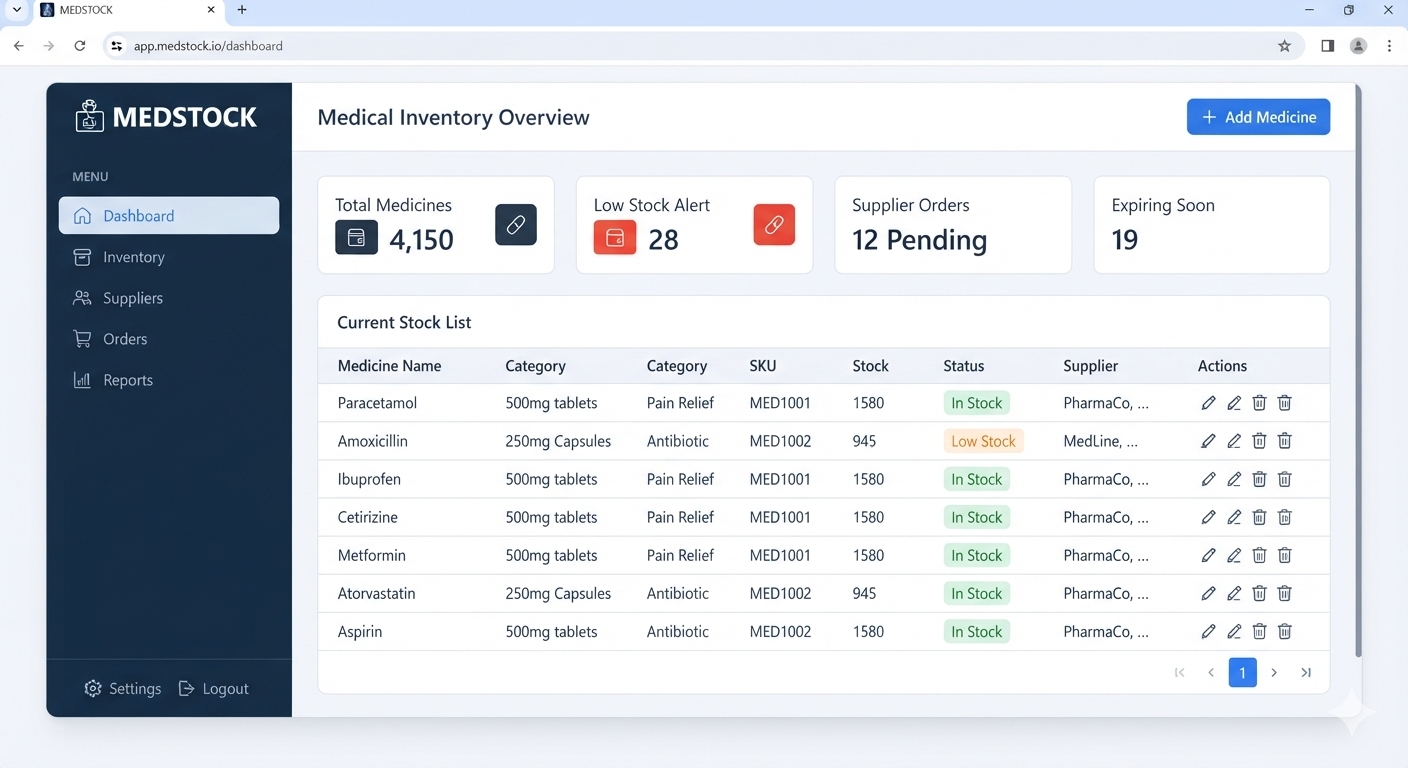 MEDSTOCK
app.medstock.io/dashboard
MEDSTOCK
MENU
Dashboard
Inventory
Suppliers
Orders
Reports
Settings Logout
Medical Inventory Overview
+ Add Medicine
Total Medicines
4,150
Low Stock Alert
28
Supplier Orders
12 Pending
Expiring Soon
19
Current Stock List
Medicine Name Category Category SKU Stock Status Supplier Actions
Paracetamol 500mg tablets Pain Relief MED1001 1580 In Stock PharmaCo, ...
Amoxicillin 250mg Capsules Antibiotic MED1002 945 Low Stock MedLine, ...
Ibuprofen 500mg tablets Pain Relief MED1001 1580 In Stock PharmaCo, ...
Cetirizine 500mg tablets Pain Relief MED1001 1580 In Stock PharmaCo, ...
Metformin 500mg tablets Pain Relief MED1001 1580 In Stock PharmaCo, ...
Atorvastatin 250mg Capsules Antibiotic MED1002 945 In Stock PharmaCo, ...
Aspirin 500mg tablets Antibiotic MED1002 1580 In Stock PharmaCo, ...
1